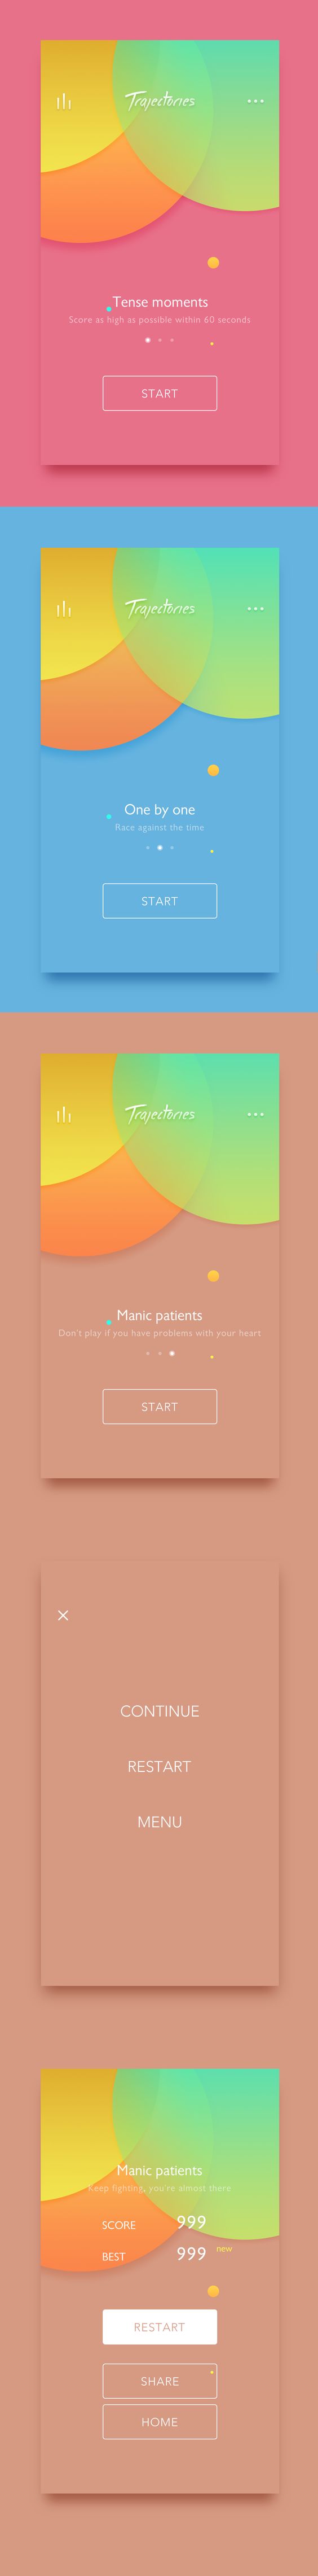 Trajectories
Tense moments
Score as high as possible within 60 seconds
START
Trajectories
One by one
Race against the time
START
Trajectories
Manic patients
Don't play if you have problems with your heart
START
CONTINUE
RESTART
MENU
Manic patients
Keep fighting, you're almost there
SCORE 999
BEST 999 new
RESTART
SHARE
HOME